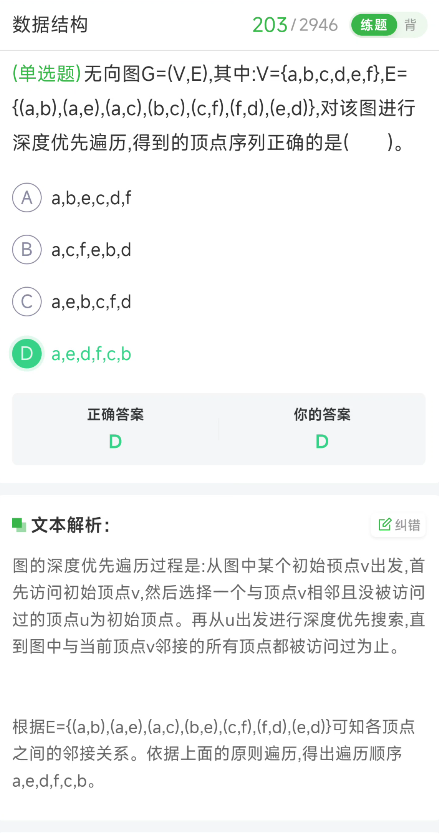 数据结构
203/2946
练题
背
(单选题)无向图G=(V,E),其中:V={a,b,c,d,e,f},E=
{(a,b),(a,e),(a,c),(b,c),(c,f),(f,d),(e,d)},对该图进行
深度优先遍历,得到的顶点序列正确的是( )。
A a,b,e,c,d,f
B a,c,f,e,b,d
C a,e,b,c,f,d
D a,e,d,f,c,b
正确答案
你的答案
D
D
文本解析:
纠错
图的深度优先遍历过程是:从图中某个初始顸点v出发,首
先访问初始顶点v,然后选择一个与顶点v相邻且没被访问
过的顶点u为初始顶点。再从u出发进行深度优先搜索,直
到图中与当前顶点v邻接的所有顶点都被访问过为止。
根据E={(a,b),(a,e),(a,c),(b,e),(c,f),(f,d),(e,d)}可知各顶点
之间的邻接关系。依据上面的原则遍历,得出遍历顺序
a,e,d,f,c,b。